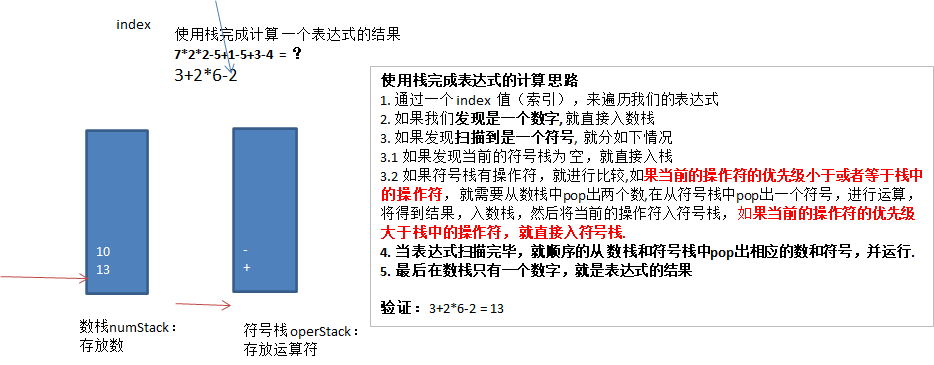 index
使用栈完成计算 一个表达式的结果
7*2*2-5+1-5+3-4 = ?
3+2*6-2
使用栈完成表达式的计算 思路
1. 通过一个 index 值（索引），来遍历我们的表达式
2. 如果我们发现是一个数字, 就直接入数栈
3. 如果发现扫描到是一个符号, 就分如下情况
3.1 如果发现当前的符号栈为 空，就直接入栈
3.2 如果符号栈有操作符，就进行比较,如果当前的操作符的优先级小于或者等于栈中
的操作符，就需要从数栈中pop出两个数,在从符号栈中pop出一个符号，进行运算，
将得到结果，入数栈，然后将当前的操作符入符号栈，如果当前的操作符的优先级
大于栈中的操作符，就直接入符号栈.
4. 当表达式扫描完毕，就顺序的从 数栈和符号栈中pop出相应的数和符号，并运行.
5. 最后在数栈只有一个数字，就是表达式的结果
验证：3+2*6-2 = 13
10
13
-
+
数栈numStack：
存放数
符号栈operStack：
存放运算符